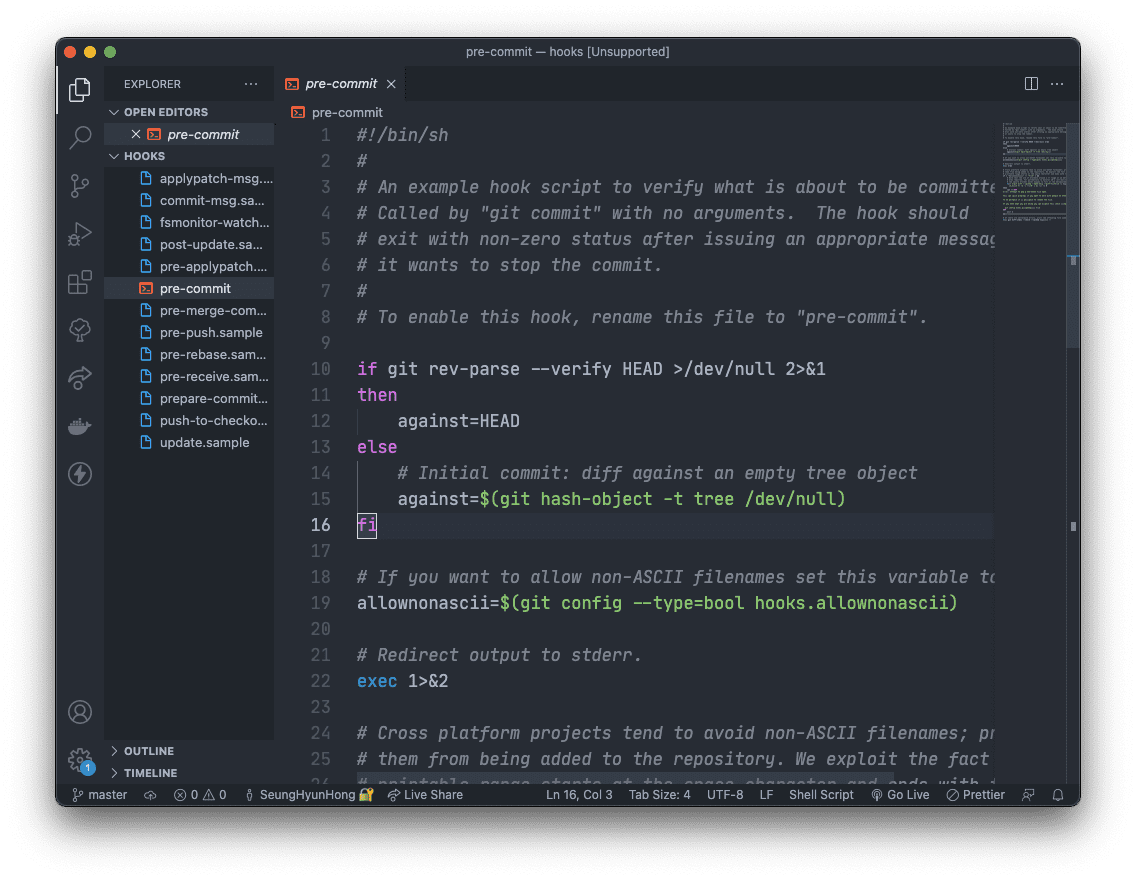 pre-commit — hooks [Unsupported]
EXPLORER
OPEN EDITORS
pre-commit
HOOKS
applypatch-msg....
commit-msg.sa...
fsmonitor-watch...
post-update.sa...
pre-applypatch....
pre-commit
pre-merge-com...
pre-push.sample
pre-rebase.sam...
pre-receive.sam...
prepare-commit...
push-to-checko...
update.sample
OUTLINE
TIMELINE
1
pre-commit
pre-commit
1 #!/bin/sh
2 #
3 # An example hook script to verify what is about to be committe
4 # Called by "git commit" with no arguments.  The hook should
5 # exit with non-zero status after issuing an appropriate messag
6 # it wants to stop the commit.
7 #
8 # To enable this hook, rename this file to "pre-commit".
9
10 if git rev-parse --verify HEAD >/dev/null 2>&1
11 then
12     against=HEAD
13 else
14     # Initial commit: diff against an empty tree object
15     against=$(git hash-object -t tree /dev/null)
16 fi
17
18 # If you want to allow non-ASCII filenames set this variable to
19 allownonascii=$(git config --type=bool hooks.allownonascii)
20
21 # Redirect output to stderr.
22 exec 1>&2
23
24 # Cross platform projects tend to avoid non-ASCII filenames; pr
25 # them from being added to the repository. We exploit the fact
26 # printable range starts at the space character and ends with
master 0 0 SeungHyunHong Live Share Ln 16, Col 3 Tab Size: 4 UTF-8 LF Shell Script Go Live Prettier